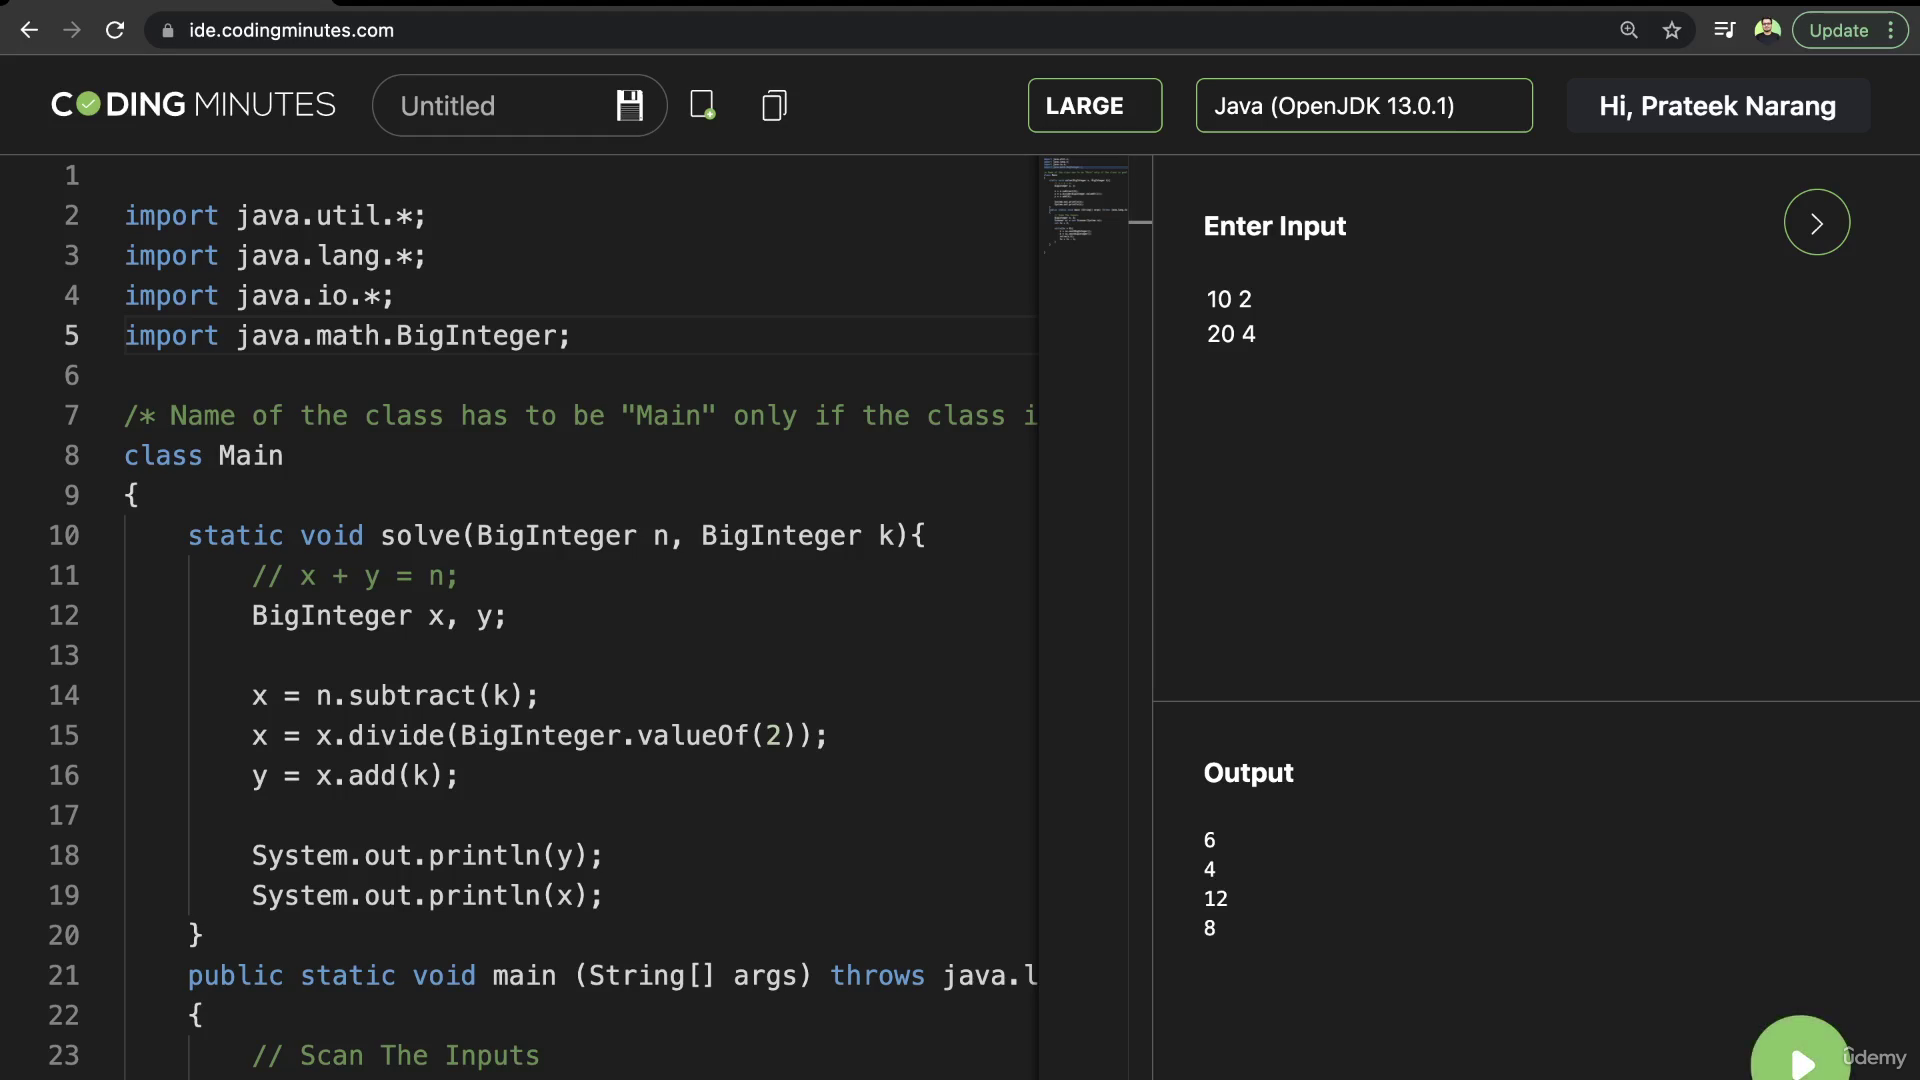 ide.codingminutes.com
Update
CODING MINUTES
Untitled
LARGE
Java (OpenJDK 13.0.1)
Hi, Prateek Narang
1
2 import java.util.*;
3 import java.lang.*;
4 import java.io.*;
5 import java.math.BigInteger;
6
7 /* Name of the class has to be "Main" only if the class i
8 class Main
9 {
10 static void solve(BigInteger n, BigInteger k){
11 // x + y = n;
12 BigInteger x, y;
13
14 x = n.subtract(k);
15 x = x.divide(BigInteger.valueOf(2));
16 y = x.add(k);
17
18 System.out.println(y);
19 System.out.println(x);
20 }
21 public static void main (String[] args) throws java.l
22 {
23 // Scan The Inputs
Enter Input
10 2
20 4
Output
6
4
12
8
ûdemy